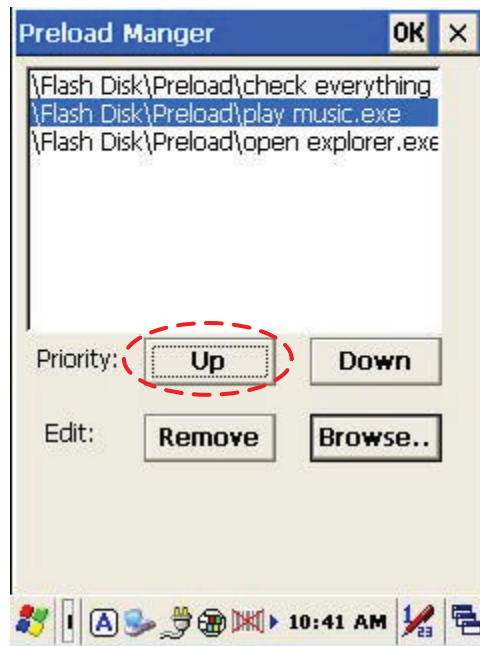 Preload Manger OK ×
\Flash Disk\Preload\check everything
\Flash Disk\Preload\play music.exe
\Flash Disk\Preload\open explorer.exe
Priority: Up Down
Edit: Remove Browse..
A 10:41 AM 1/23